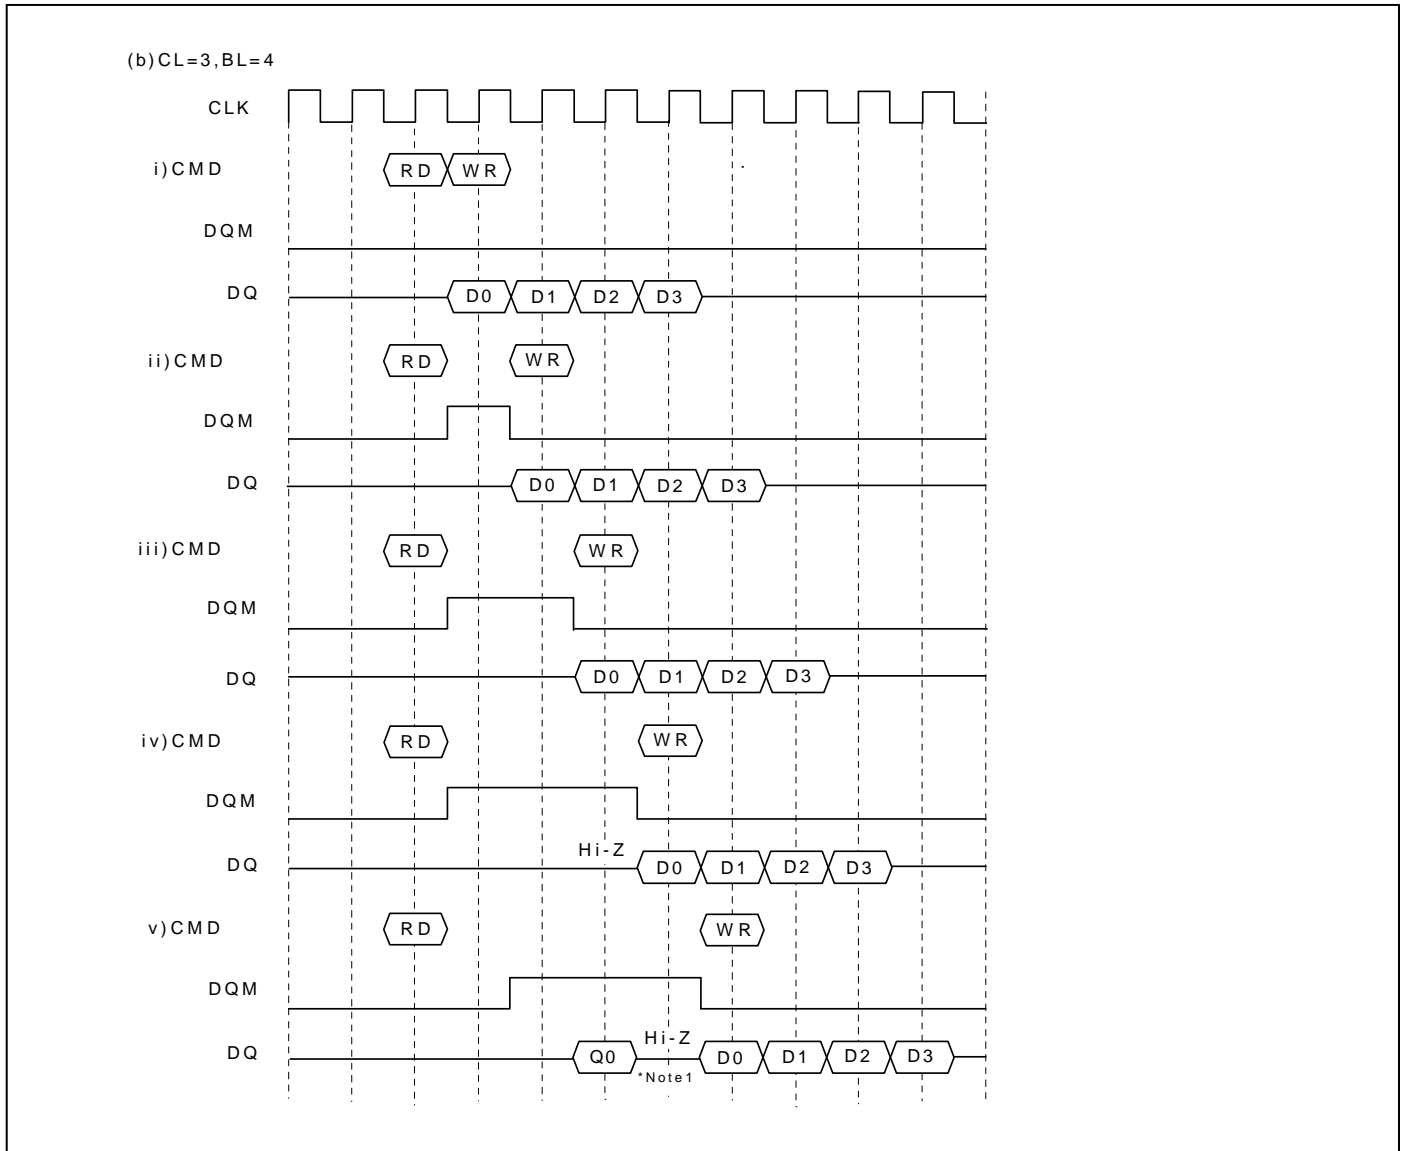 (b)CL=3,BL=4
CLK
i)CMD RD WR
DQM
DQ D0 D1 D2 D3
ii)CMD RD WR
DQM
DQ D0 D1 D2 D3
iii)CMD RD WR
DQM
DQ D0 D1 D2 D3
iv)CMD RD WR
DQM
Hi-Z
DQ D0 D1 D2 D3
v)CMD RD WR
DQM
Hi-Z
DQ Q0 D0 D1 D2 D3
*Note1